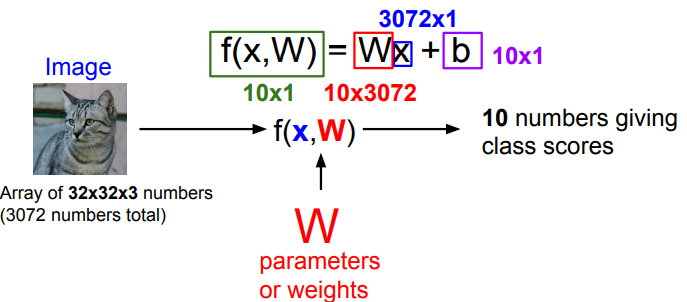 3072x1
f(x,W) = Wx + b 10x1
Image
10x1 10x3072
f(x,W)
10 numbers giving
class scores
Array of 32x32x3 numbers
(3072 numbers total)
W
parameters
or weights